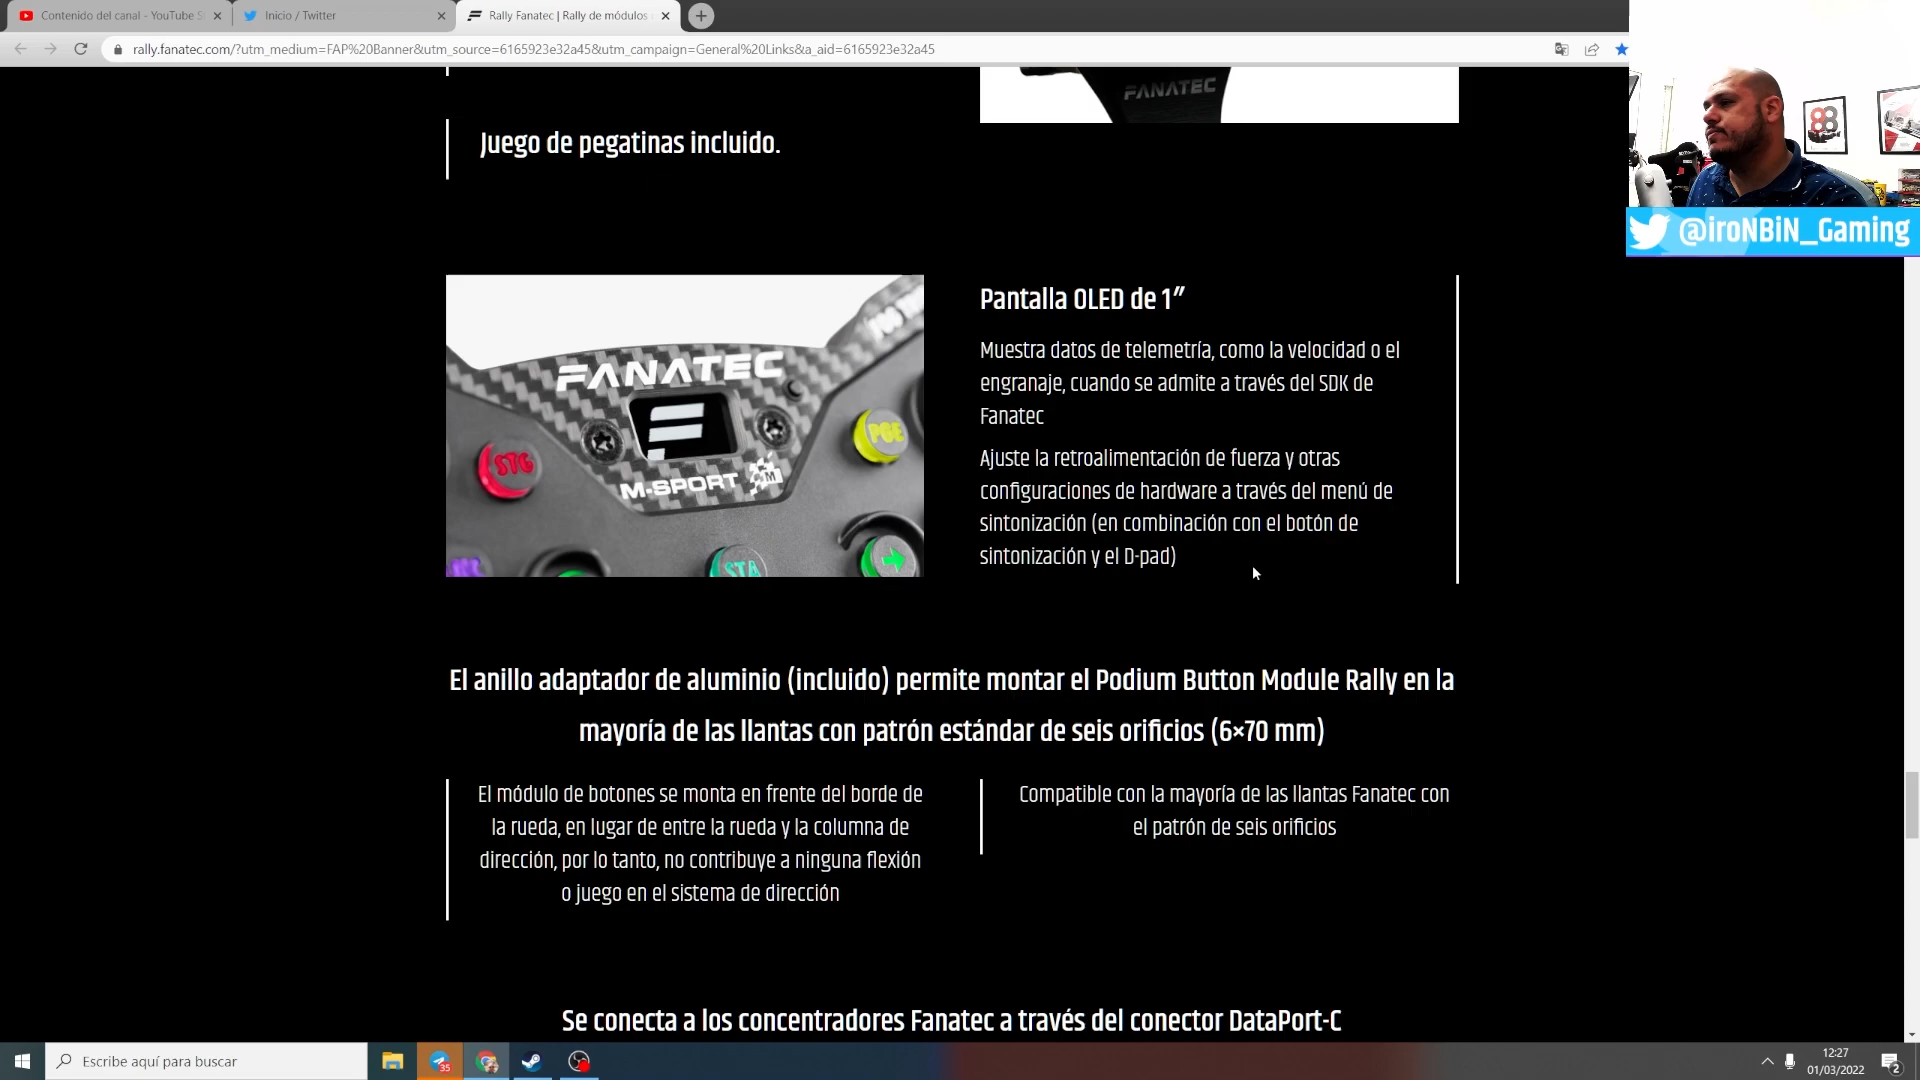 Contenido del canal - YouTube S
Inicio / Twitter
Rally Fanatec | Rally de módulos
rally.fanatec.com/?utm_medium=FAP%20Banner&utm_source=6165923e32a45&utm_campaign=General%20Links&a_aid=6165923e32a45
FANATEC
88
@iroNBiN_Gaming
Juego de pegatinas incluido.
FANATEC
M-SPORT
M
STG
PGE
STA
Pantalla OLED de 1”
Muestra datos de telemetría, como la velocidad o el
engranaje, cuando se admite a través del SDK de
Fanatec
Ajuste la retroalimentación de fuerza y otras
configuraciones de hardware a través del menú de
sintonización (en combinación con el botón de
sintonización y el D-pad)
El anillo adaptador de aluminio (incluido) permite montar el Podium Button Module Rally en la
mayoría de las llantas con patrón estándar de seis orificios (6×70 mm)
El módulo de botones se monta en frente del borde de
la rueda, en lugar de entre la rueda y la columna de
dirección, por lo tanto, no contribuye a ninguna flexión
o juego en el sistema de dirección
Compatible con la mayoría de las llantas Fanatec con
el patrón de seis orificios
Se conecta a los concentradores Fanatec a través del conector DataPort-C
Escribe aquí para buscar
35
12:27
01/03/2022
2